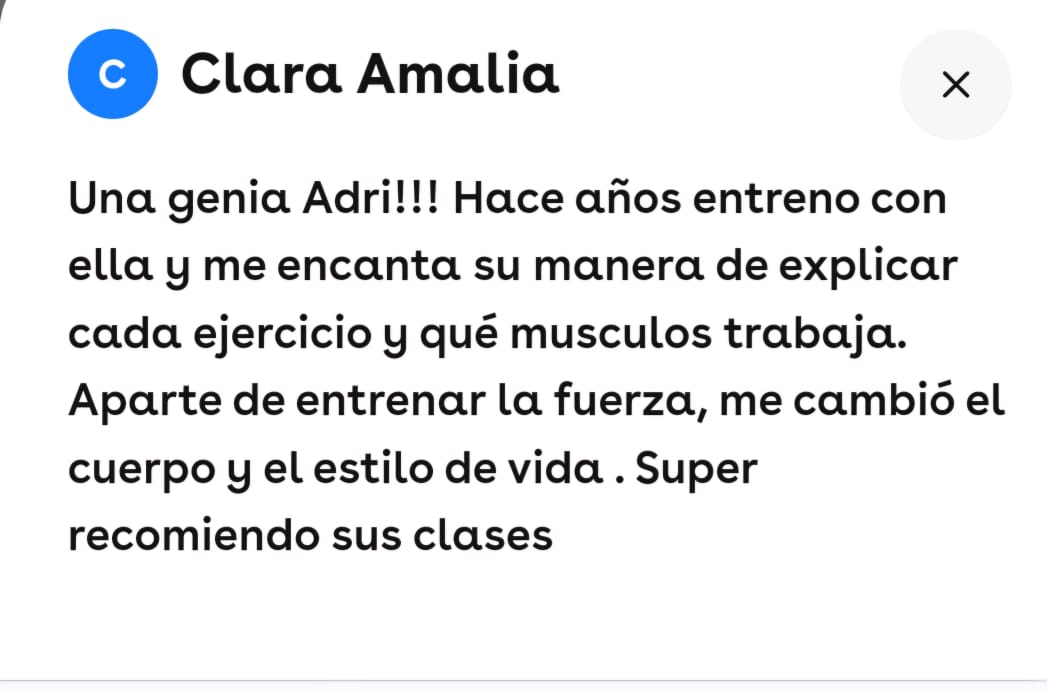 C
Clara Amalia
Una genia Adri!!! Hace años entreno con
ella y me encanta su manera de explicar
cada ejercicio y qué musculos trabaja.
Aparte de entrenar la fuerza, me cambió el
cuerpo y el estilo de vida . Super
recomiendo sus clases